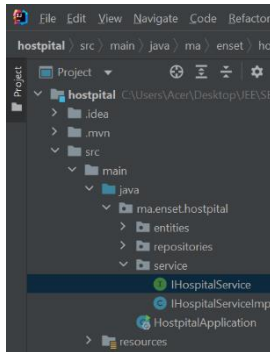 File Edit View Navigate Code Refactor
hostpital src main java ma enset ho
Project
Project
hostpital C:\Users\Acer\Desktop\JEE\SE
.idea
.mvn
src
main
java
ma.enset.hostpital
entities
repositories
service
IHospitalService
IHospitalServiceImp
HostpitalApplication
resources